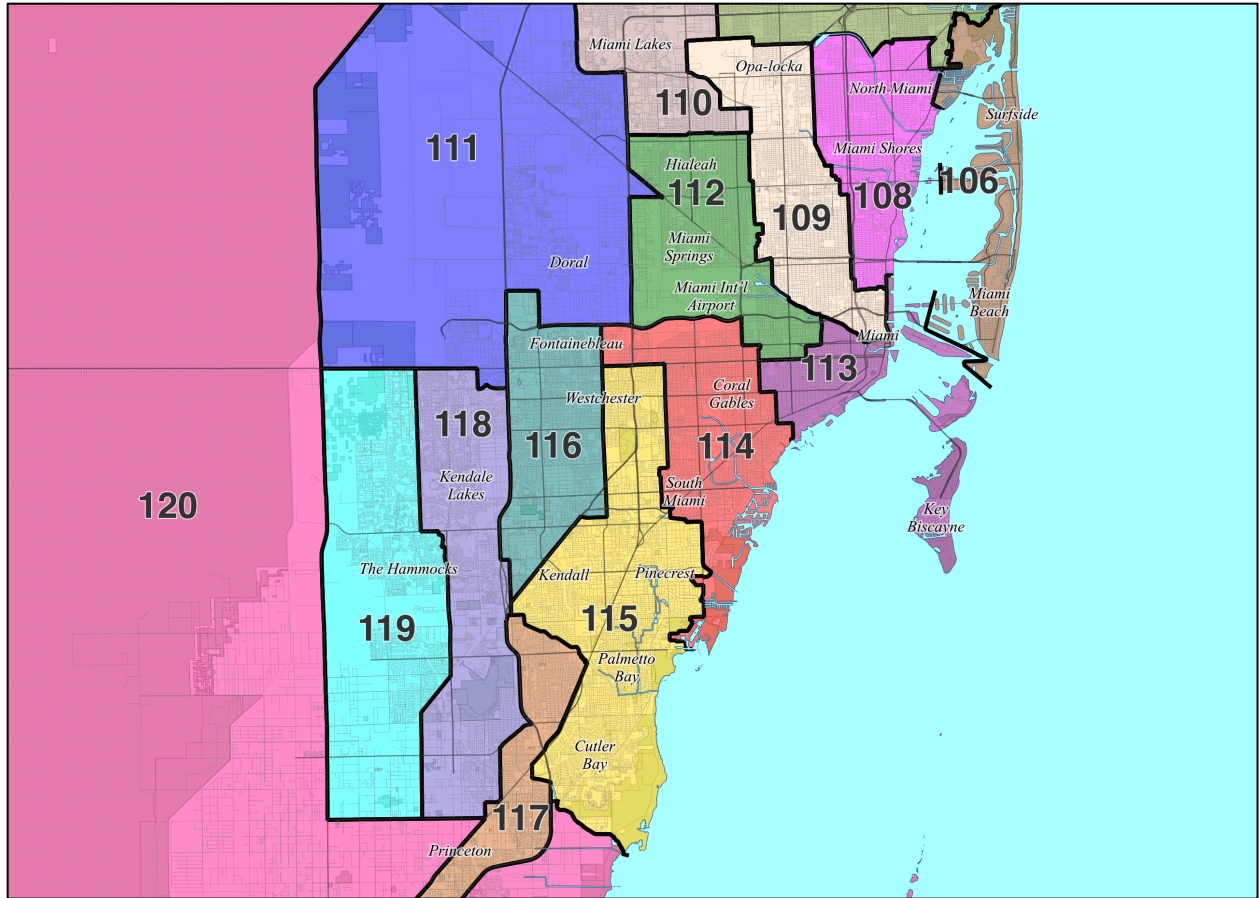 Miami Lakes
Opa-locka
110
North Miami
Surfside
111
Miami Shores
Hialeah
112
106
108
109
Miami
Springs
Doral
Miami Int'l
Airport
Miami
Beach
Miami
Fontainebleau
113
Westchester
Coral
Gables
118
116
114
Kendale
Lakes
South
Miami
120
Key
Biscayne
The Hammocks
Kendall
Pinecrest
119
115
Palmetto
Bay
Cutler
Bay
117
Princeton